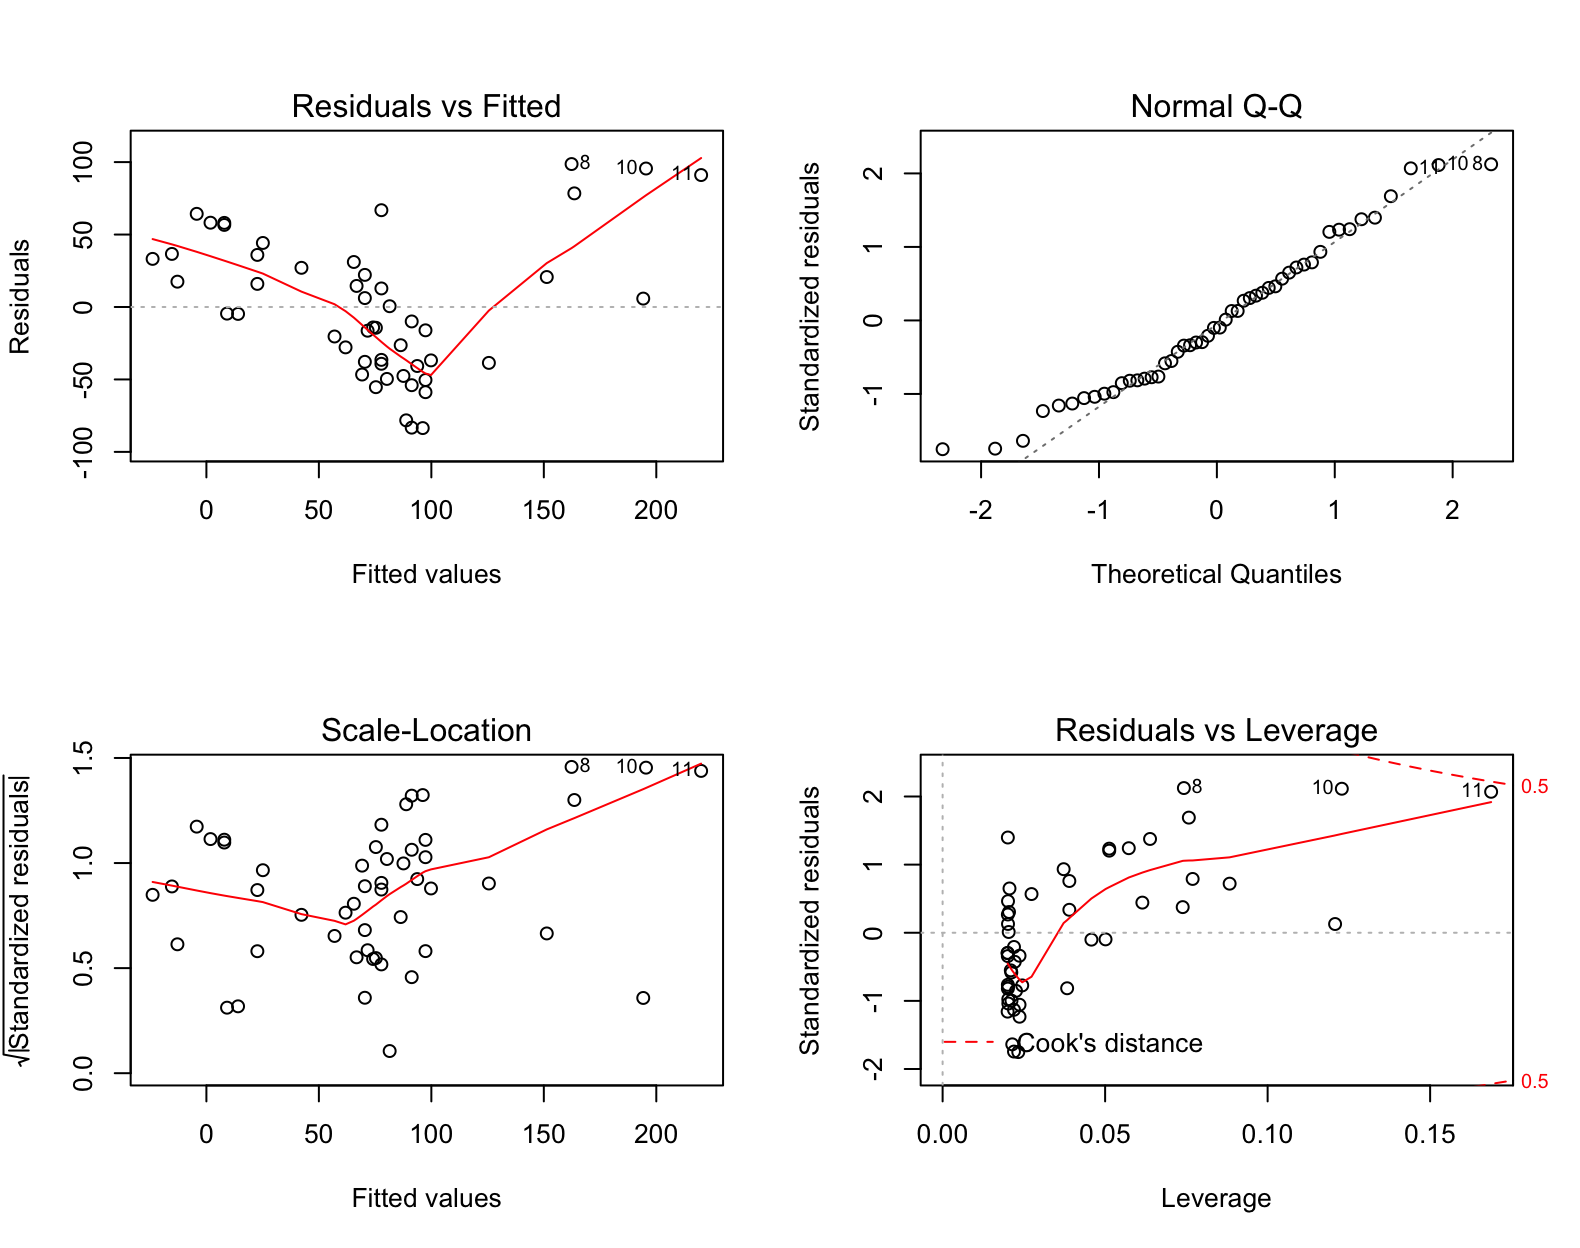 Residuals vs Fitted
Residuals
-100 -50 0 50 100
8
10
11
0 50 100 150 200
Fitted values
Normal Q-Q
Standardized residuals
-1 0 1 2
11
10
8
-2 -1 0 1 2
Theoretical Quantiles
Scale-Location
√|Standardized residuals|
0.0 0.5 1.0 1.5
8
10
11
0 50 100 150 200
Fitted values
Residuals vs Leverage
Standardized residuals
-2 -1 0 1 2
8
10
11
0.5
0.5
Cook's distance
0.00 0.05 0.10 0.15
Leverage